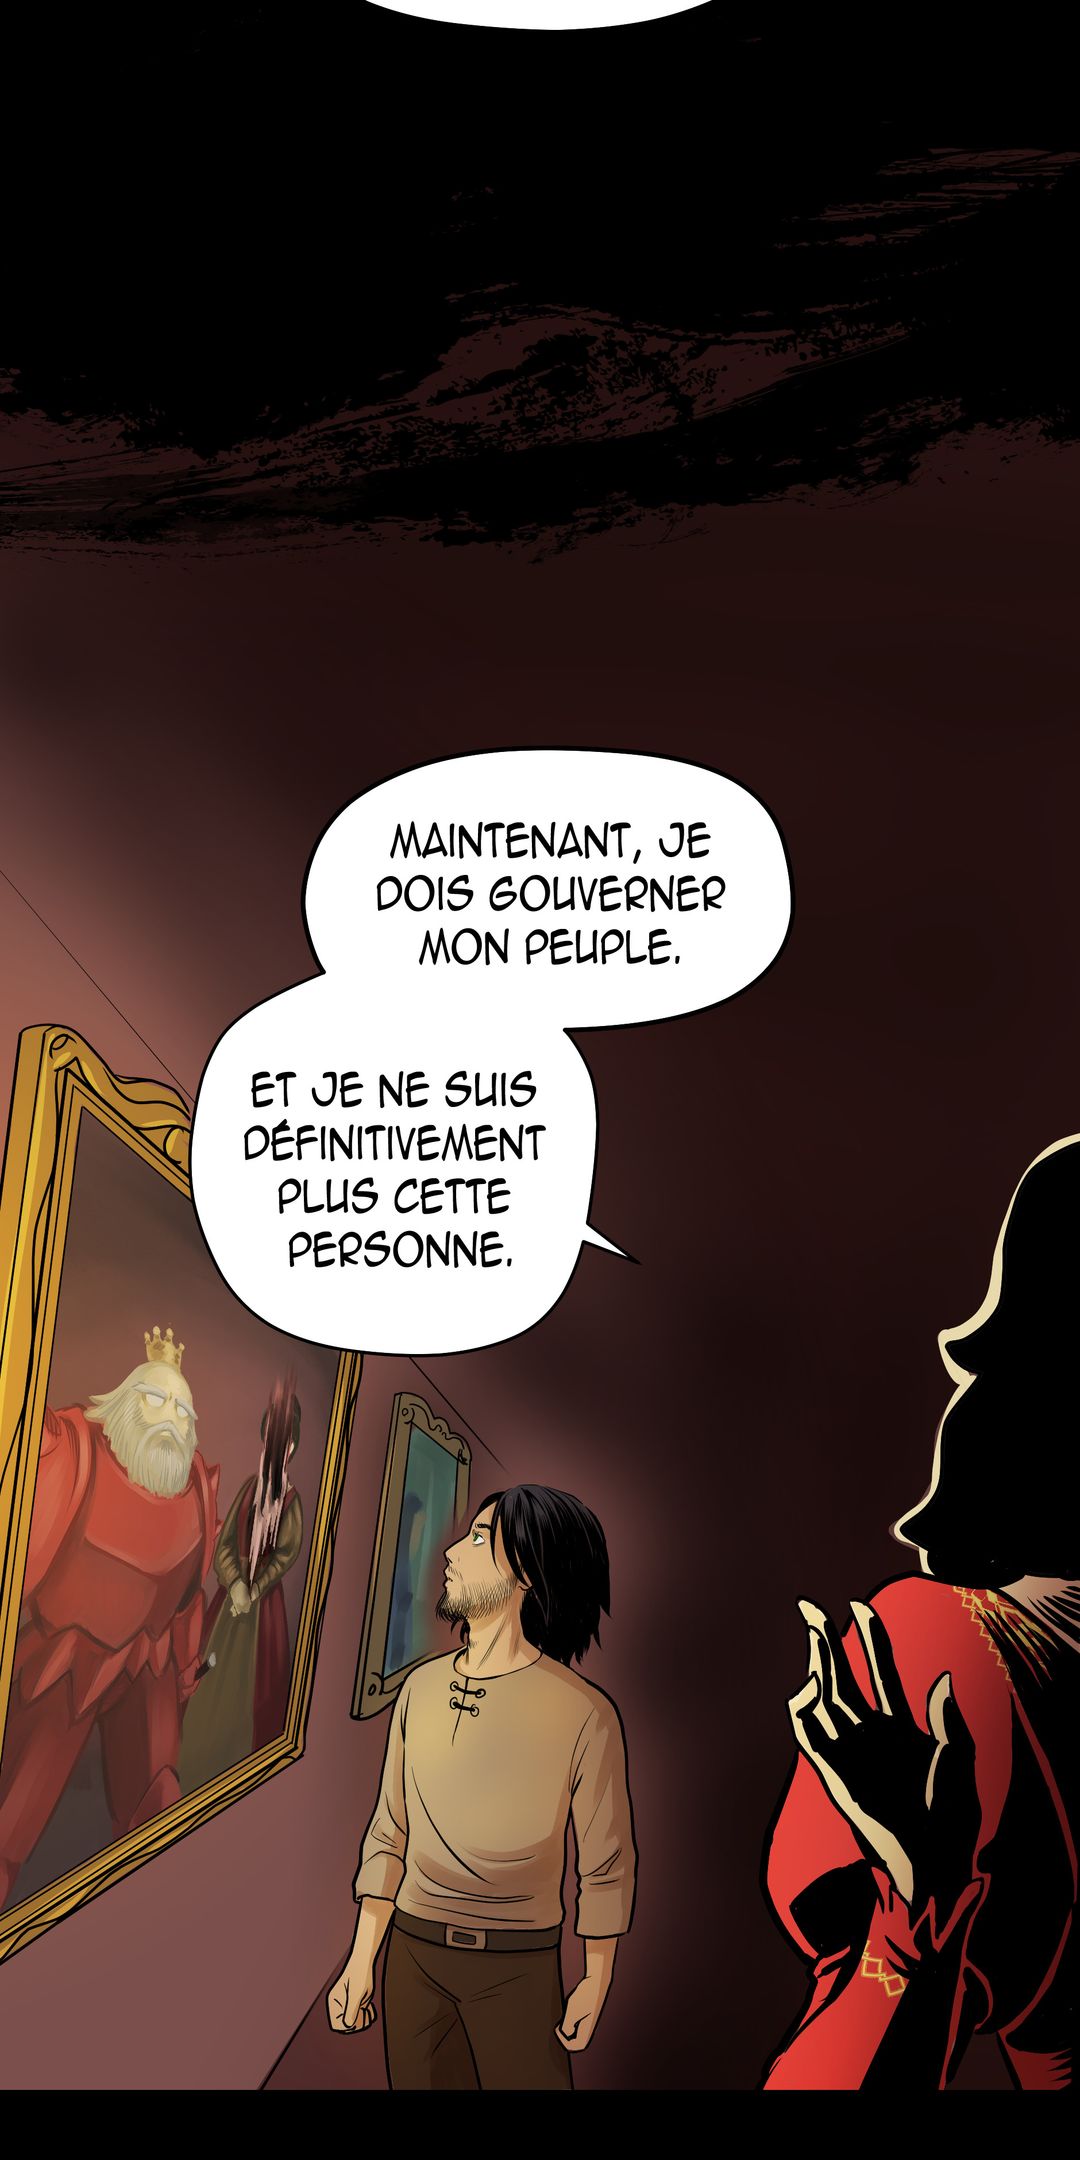 MAINTENANT, JE
DOIS GOUVERNER
MON PEUPLE.
ET JE NE SUIS
DÉFINITIVEMENT
PLUS CETTE
PERSONNE.